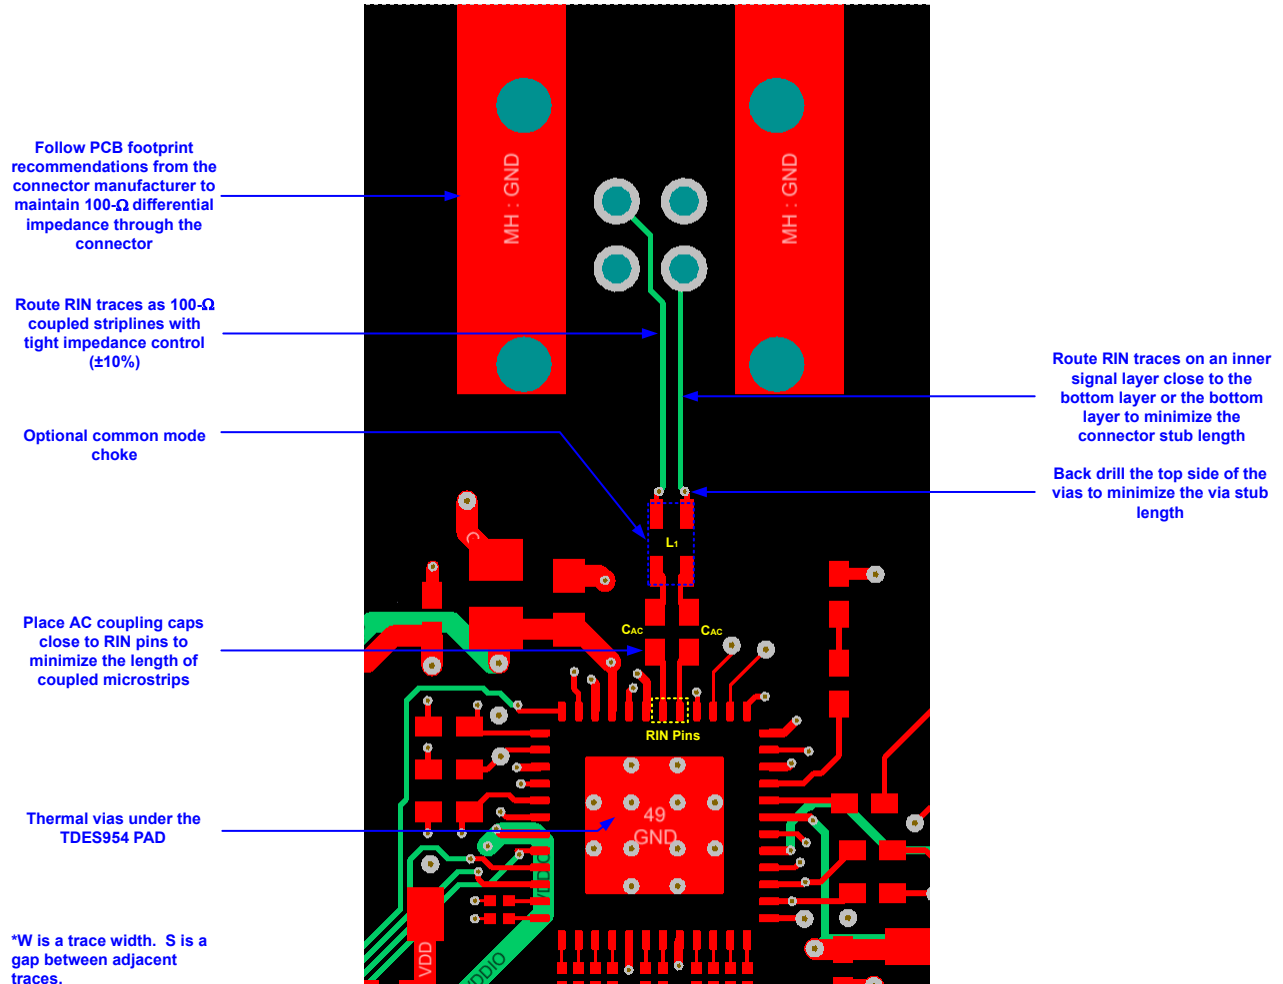 Follow PCB footprint
recommendations from the
connector manufacturer to
maintain 100-Ω differential
impedance through the
connector
Route RIN traces as 100-Ω
coupled striplines with
tight impedance control
(±10%)
Optional common mode
choke
Place AC coupling caps
close to RIN pins to
minimize the length of
coupled microstrips
Thermal vias under the
TDES954 PAD
*W is a trace width.  S is a
gap between adjacent
traces.
MH : GND
MH : GND
L1
CAC
CAC
RIN Pins
49
GND
VDDIO
VDD
VDDIO
Route RIN traces on an inner
signal layer close to the
bottom layer or the bottom
layer to minimize the
connector stub length
Back drill the top side of the
vias to minimize the via stub
length